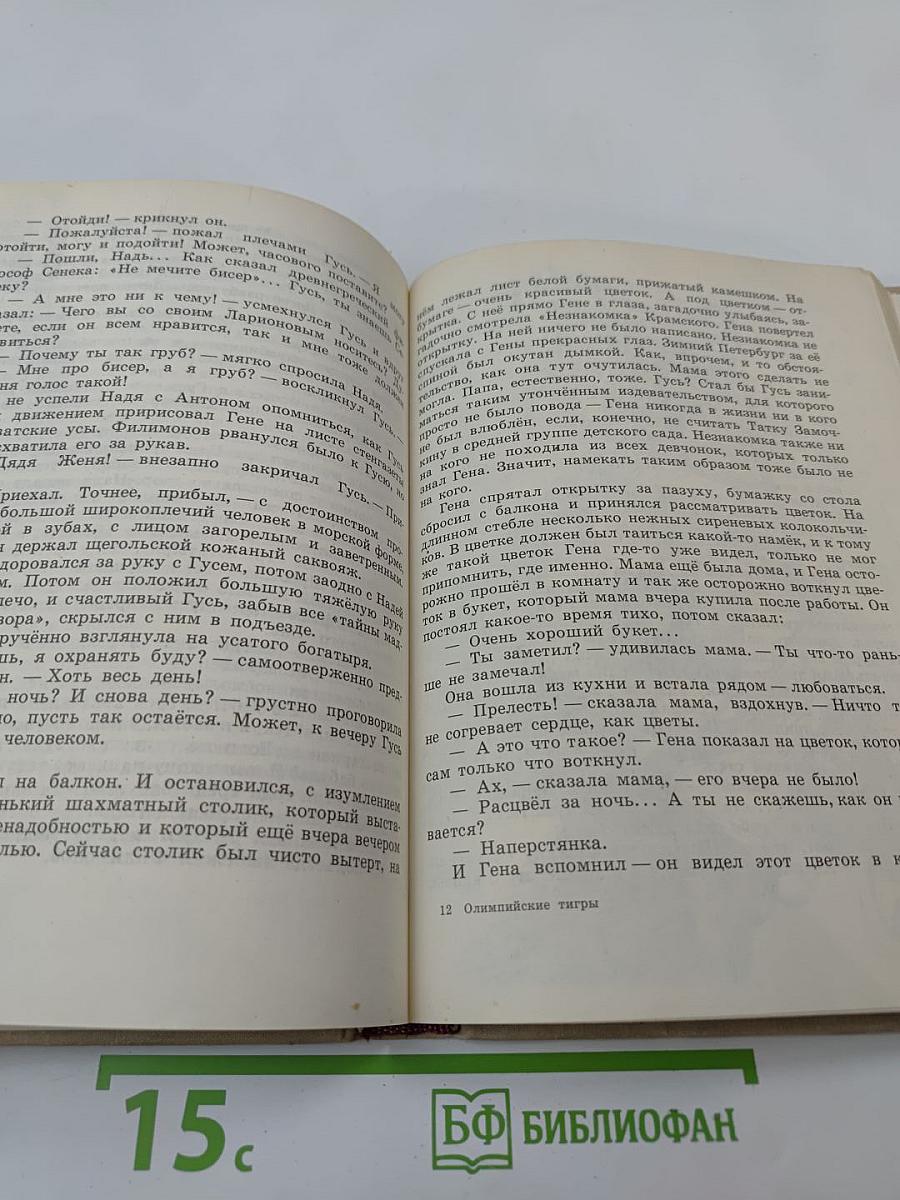 — Отойди! — крикнул он.
— Пожалуйста! — пожал плечами Гусь. — Я могу
отойти, могу и подойти! Может, часового поставите?
— Пошли, Надь... Как сказал древнегреческий фи-
ософ Сенека: «Не мечите бисер»... Гусь, ты знаешь Се-
еку?
— А мне это ни к чему! — усмехнулся Гусь и вдруг
азал: — Чего вы со своим Ларионовым носитесь? Ду-
ете, если он всем нравится, так и мне тоже должен
виться?
— Почему ты так груб? — мягко спросила Надя.
— Мне про бисер, а я груб? — воскликнул Гусь. —
ня голос такой!
не успели Надя с Антоном опомниться, как Гусь
движением пририсовал Гене на листе стенгазеты
ватские усы. Филимонов рванулся было к Гусю, но
схватила его за рукав.
Дядя Женя! — внезапно закричал Гусь. — При-
риехал. Точнее, прибыл, — с достоинством про-
большой широкоплечий человек в морской форме,
ой в зубах, с лицом загорелым и заветренным.
н держал щегольской кожаный саквояж.
доровался за руку с Гусем, потом заодно с Надей
м. Потом он положил большую тяжёлую руку
лечо, и счастливый Гусь, забыв все «тайны мад-
вора», скрылся с ним в подъезде.
ручённо взглянула на усатого богатыря.
шь, я охранять буду? — самоотверженно пред-
н. — Хоть весь день!
ночь? И снова день? — грустно проговорила
но, пусть так остаётся. Может, к вечеру Гусь
человеком.
л на балкон. И остановился, с изумлением
нький шахматный столик, который выста-
енадобностью и который ещё вчера вечером
лью. Сейчас столик был чисто вытерт, на
нём лежал лист белой бумаги, прижатый камешком. На
бумаге — очень красивый цветок. А под цветком — от-
крытка. С неё прямо Гене в глаза, загадочно улыбаясь, за-
галочно смотрела «Незнакомка» Крамского. Гена повертел
открытку. На ней ничего не было написано. Незнакомка не
спускала с Гены прекрасных глаз. Зимний Петербург за её
спиной был окутан дымкой. Как, впрочем, и то обстоя-
тельство, как она тут очутилась. Мама этого сделать не
могла. Папа, естественно, тоже. Гусь? Стал бы Гусь зани-
маться таким утончённым издевательством, для которого
просто не было повода — Гена никогда в жизни ни в кого
не был влюблён, если, конечно, не считать Татку Замоч-
кину в средней группе детского сада. Незнакомка также ни
на кого не походила из всех девчонок, которых только
знал Гена. Значит, намекать таким образом тоже было не
на кого.
Гена спрятал открытку за пазуху, бумажку со стола
сбросил с балкона и принялся рассматривать цветок. На
длинном стебле несколько нежных сиреневых колокольчи-
ков. В цветке должен был таиться какой-то намёк, и к тому
же такой цветок Гена где-то уже видел, только не мог
припомнить, где именно. Мама ещё была дома, и Гена осто-
рожно прошёл в комнату и так же осторожно воткнул цве-
ток в букет, который мама вчера купила после работы. Он
постоял какое-то время тихо, потом сказал:
— Очень хороший букет...
— Ты заметил? — удивилась мама. — Ты что-то рань-
ше не замечал!
Она вошла из кухни и встала рядом — любоваться.
— Прелесть! — сказала мама, вздохнув. — Ничто т
не согревает сердце, как цветы.
— А это что такое? — Гена показал на цветок, кото
сам только что воткнул.
— Ах, — сказала мама, — его вчера не было!
— Расцвёл за ночь... А ты не скажешь, как он
вается?
— Наперстянка.
И Гена вспомнил — он видел этот цветок в к
12 Олимпийские тигры
15 с
БФ БИБЛИОФАН